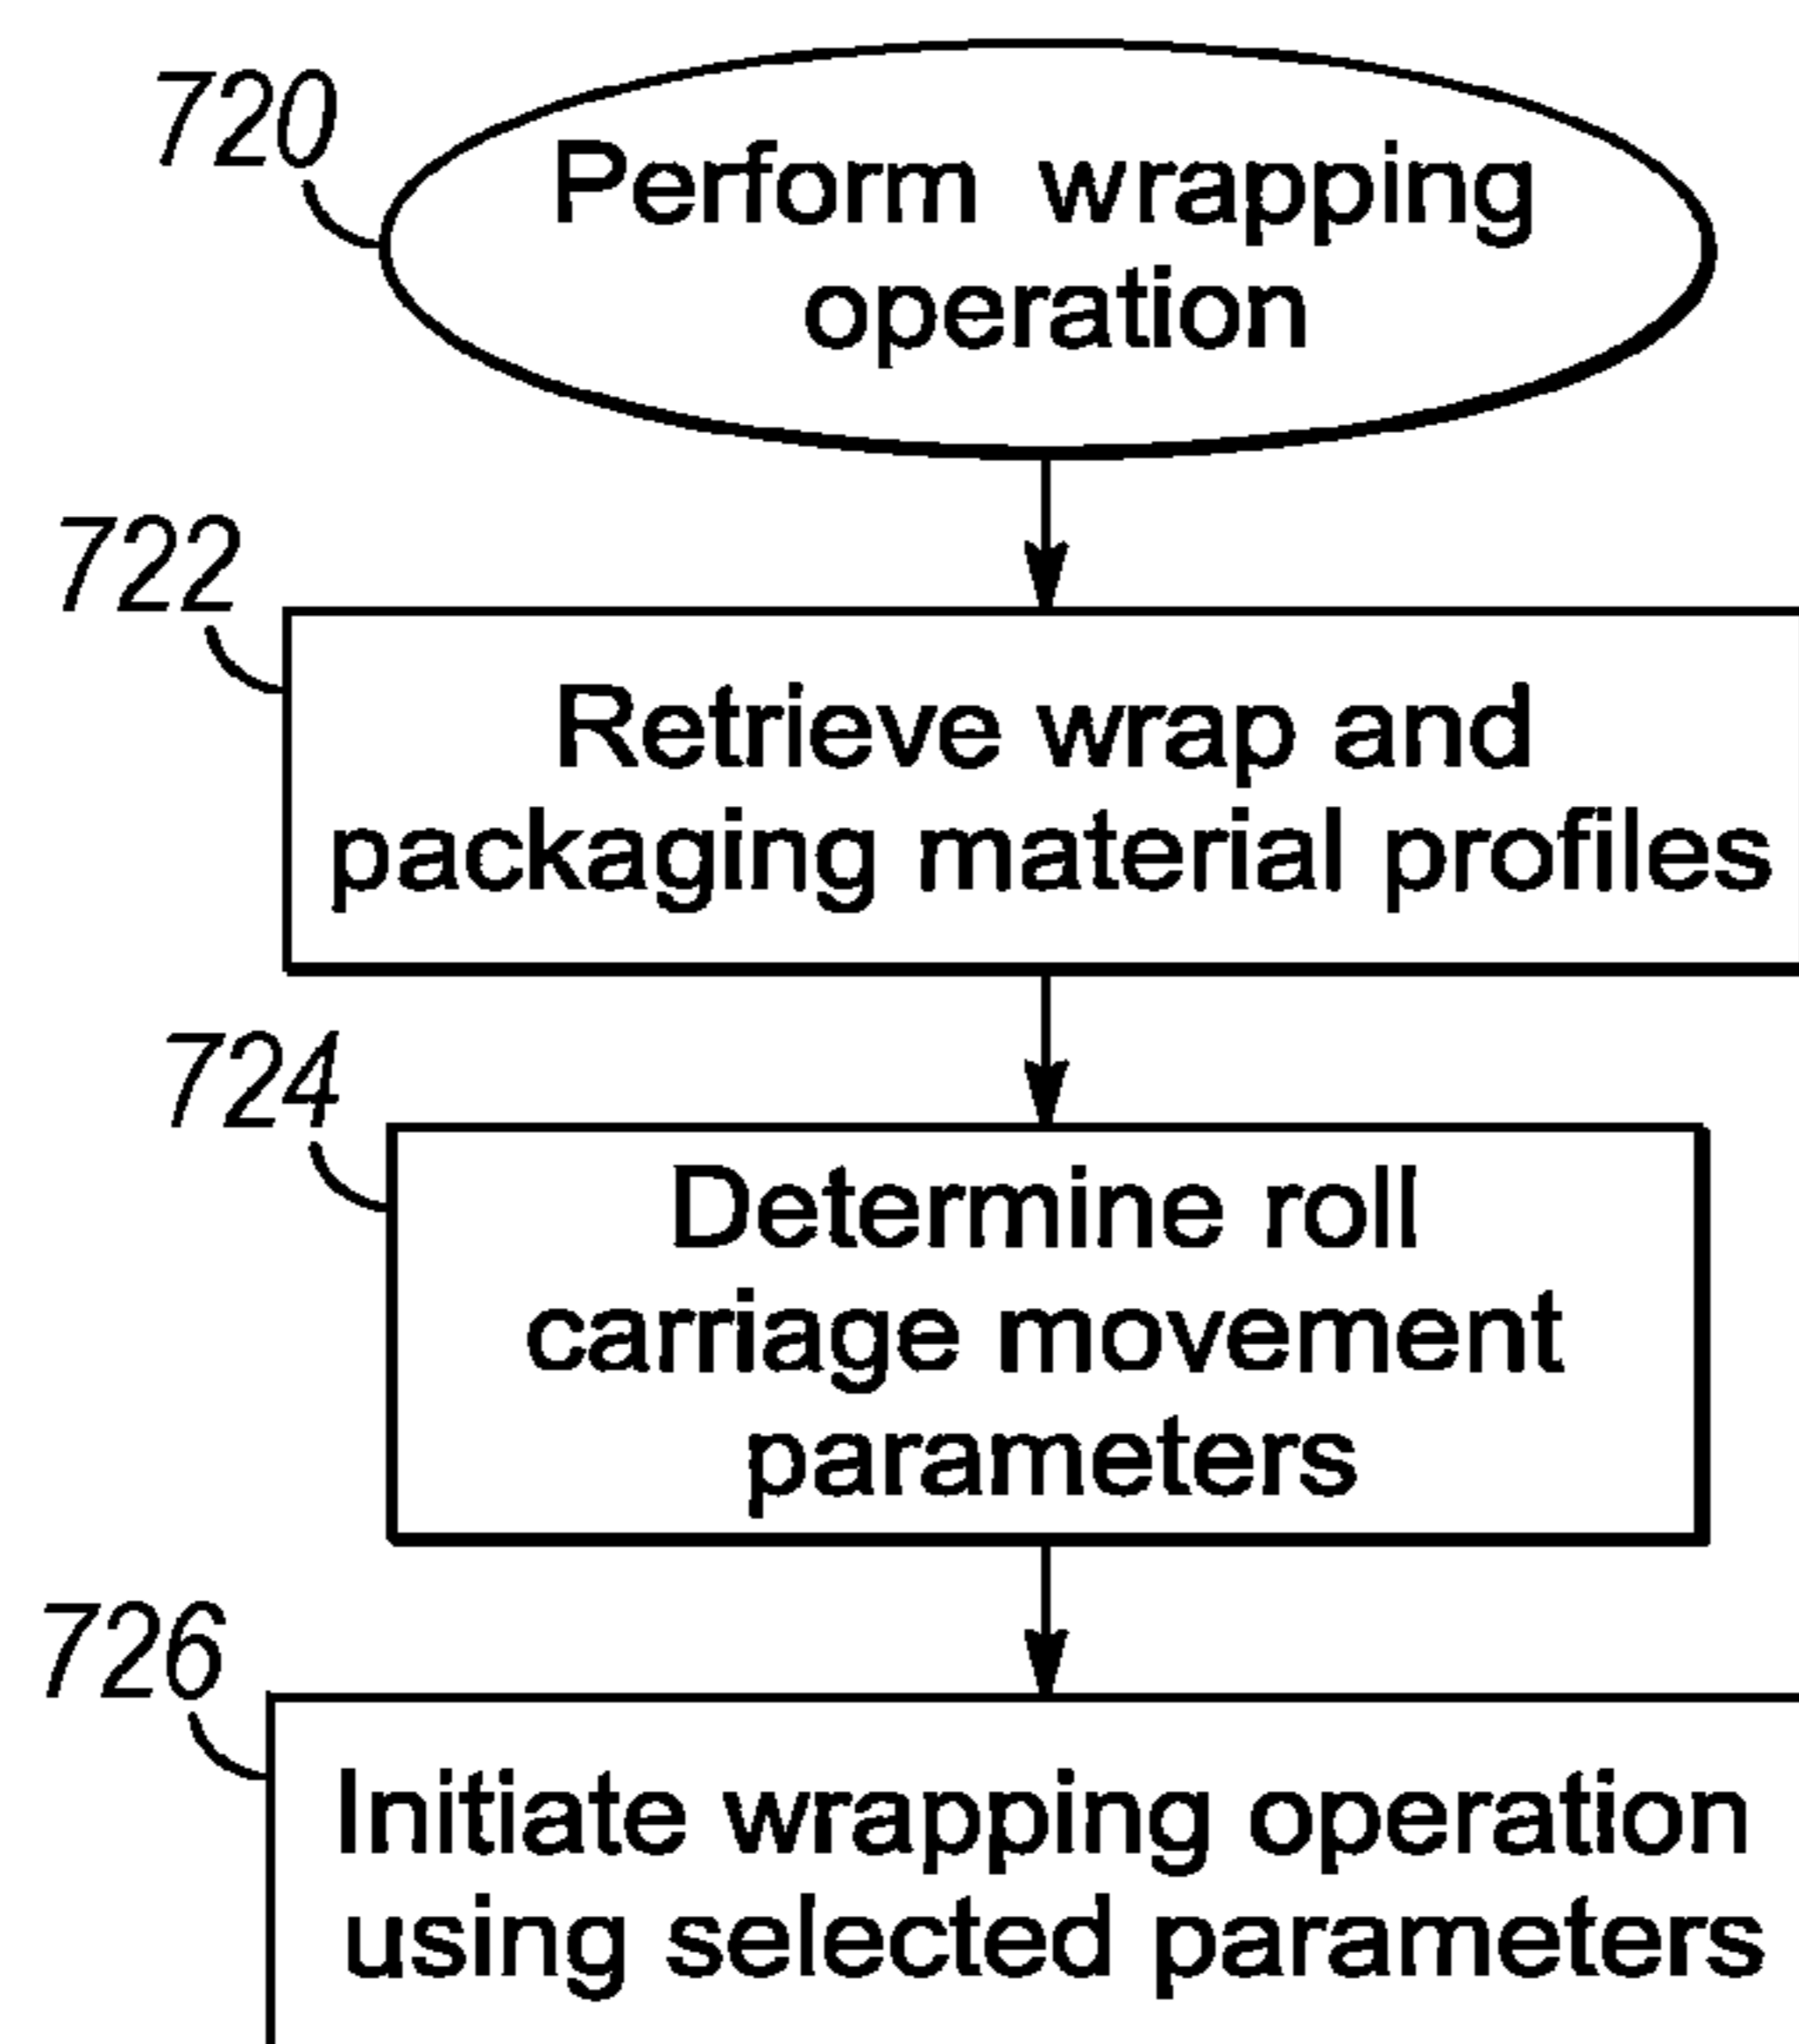 720
Perform wrapping
operation
722
Retrieve wrap and
packaging material profiles
724
Determine roll
carriage movement
parameters
726
Initiate wrapping operation
using selected parameters